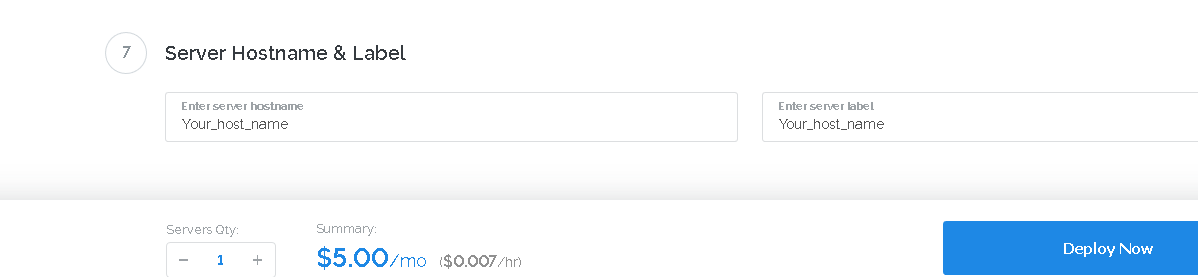 7 Server Hostname & Label
Enter server hostname
Your_host_name
Enter server label
Your_host_name
Servers Qty:
− 1 +
Summary:
$5.00/mo ($0.007/hr)
Deploy Now